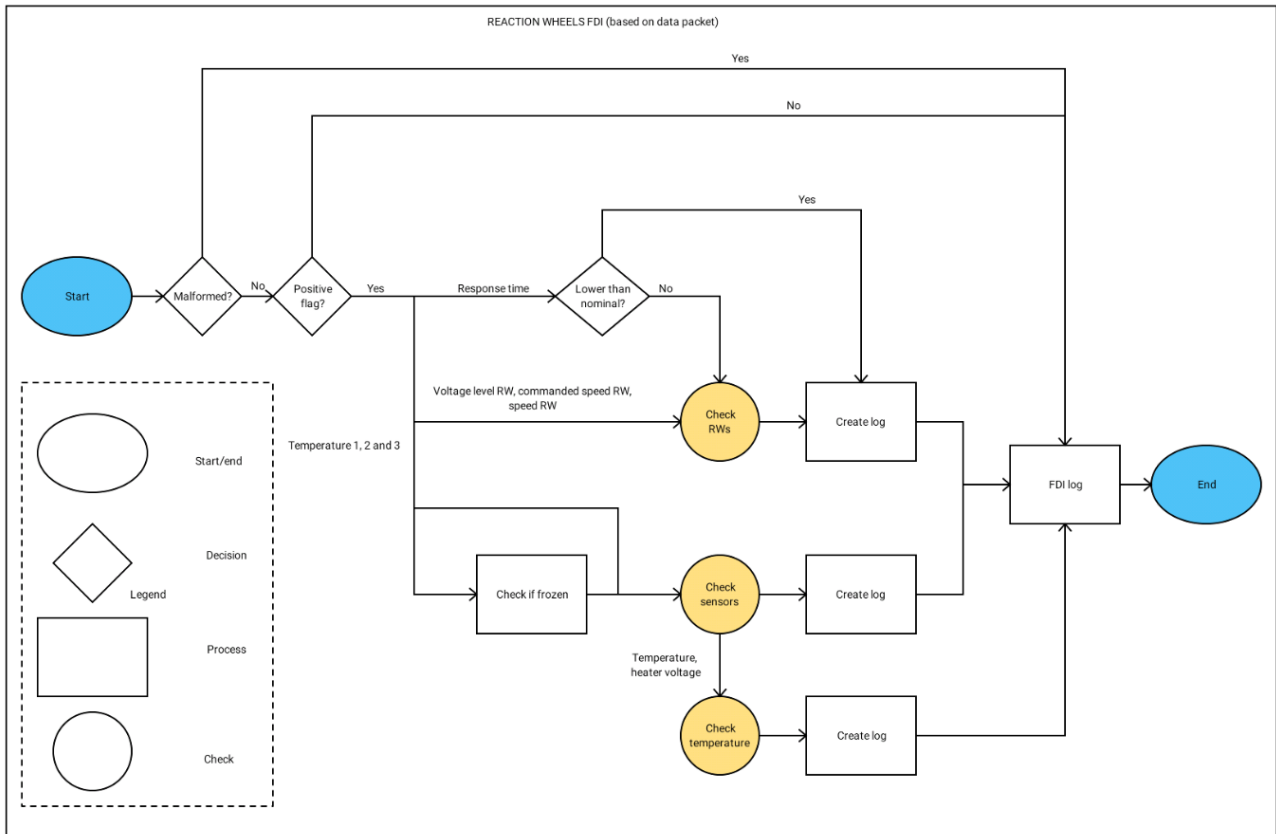 REACTION WHEELS FDI (based on data packet)
Yes
No
Yes
Start
Malformed?
No
Positive
flag?
Yes
Response time
Lower than
nominal?
No
Voltage level RW, commanded speed RW,
speed RW
Check
RWs
Create log
Temperature 1, 2 and 3
Start/end
FDI log
End
Decision
Legend
Check if frozen
Check
sensors
Create log
Process
Temperature,
heater voltage
Check
temperature
Create log
Check